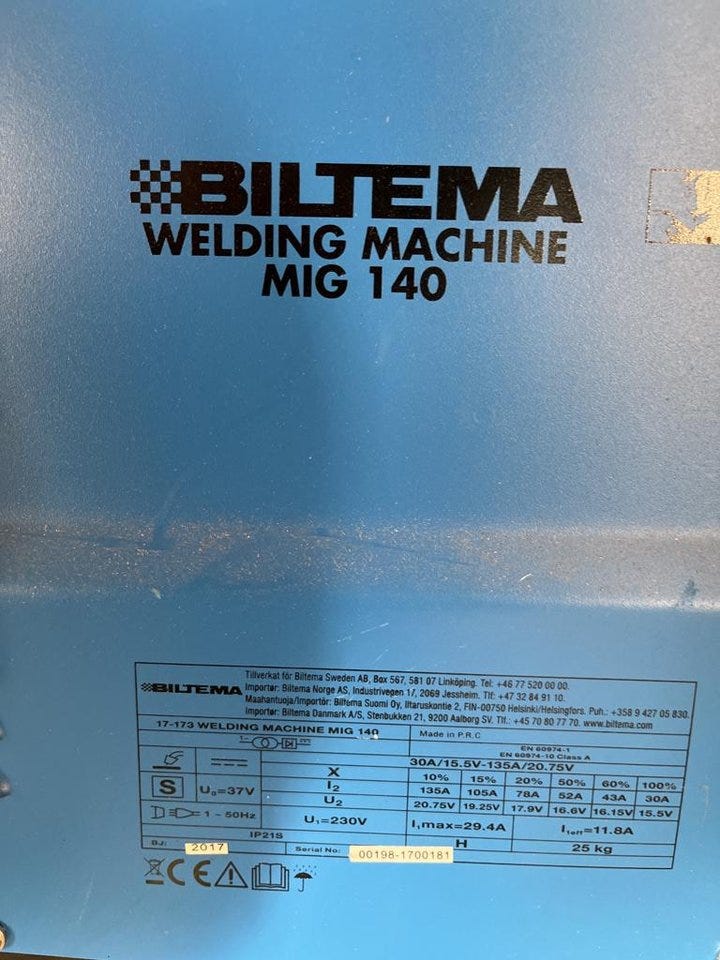 BILTEMA
WELDING MACHINE
MIG 140
BILTEMA
Tillverkat för Biltema Sweden AB, Box 567, 581 07 Linköping. Tel: +46 77 520 00 00.
Importør: Biltema Norge AS, Industrivegen 1/, 2069 Jessheim. Tlf: +47 32 84 91 10.
Maahantuoja/Importör: Biltema Suomi Oy, Iltaruskontie 2, FIN-00750 Helsinki/Helsingfors. Puh.: +358 9 427 05 830.
Importør: Biltema Danmark A/S, Stenbukken 21, 9200 Aalborg SV. Tlf.: +45 70 80 77 70. www.biltema.com
17-173 WELDING MACHINE MIG 140 Made in P.R.C
EN 60974-1
EN 60974-10 Class A
1~
30A/15.5V-135A/20.75V
X 10% 15% 20% 50% 60% 100%
S U₀=37V I₂ 135A 105A 78A 52A 43A 30A
U₂ 20.75V 19.25V 17.9V 16.6V 16.15V 15.5V
1 ~ 50Hz U₁=230V I₁max=29.4A I₁eff=11.8A
IP21S H 25 kg
BJ: 2017 Serial No: 00198-1700181
CE